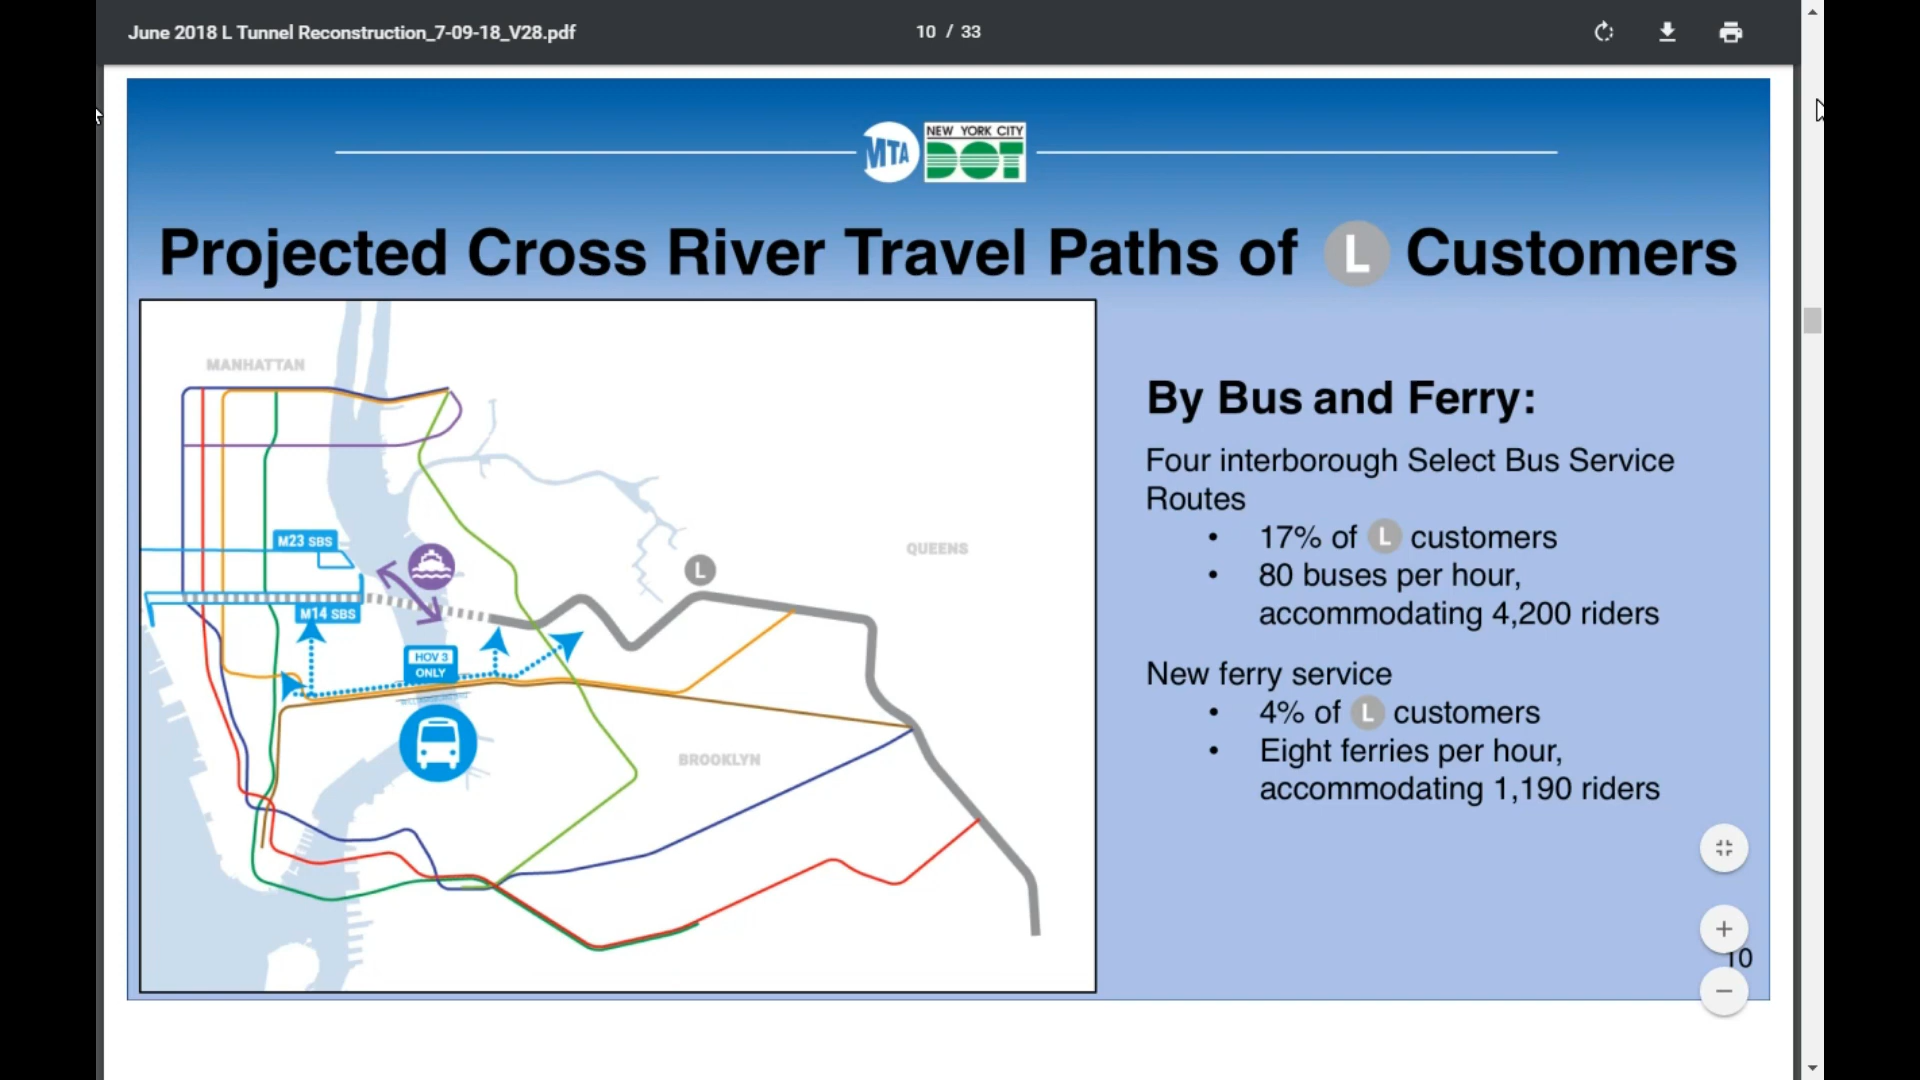 June 2018 L Tunnel Reconstruction_7-09-18_V28.pdf
10 / 33
MTA
NEW YORK CITY
DOT
Projected Cross River Travel Paths of L Customers
MANHATTAN
M23 SBS
M14 SBS
HOV 3
ONLY
L
QUEENS
BROOKLYN
By Bus and Ferry:
Four interborough Select Bus Service
Routes
• 17% of L customers
• 80 buses per hour,
accommodating 4,200 riders
New ferry service
• 4% of L customers
• Eight ferries per hour,
accommodating 1,190 riders
10